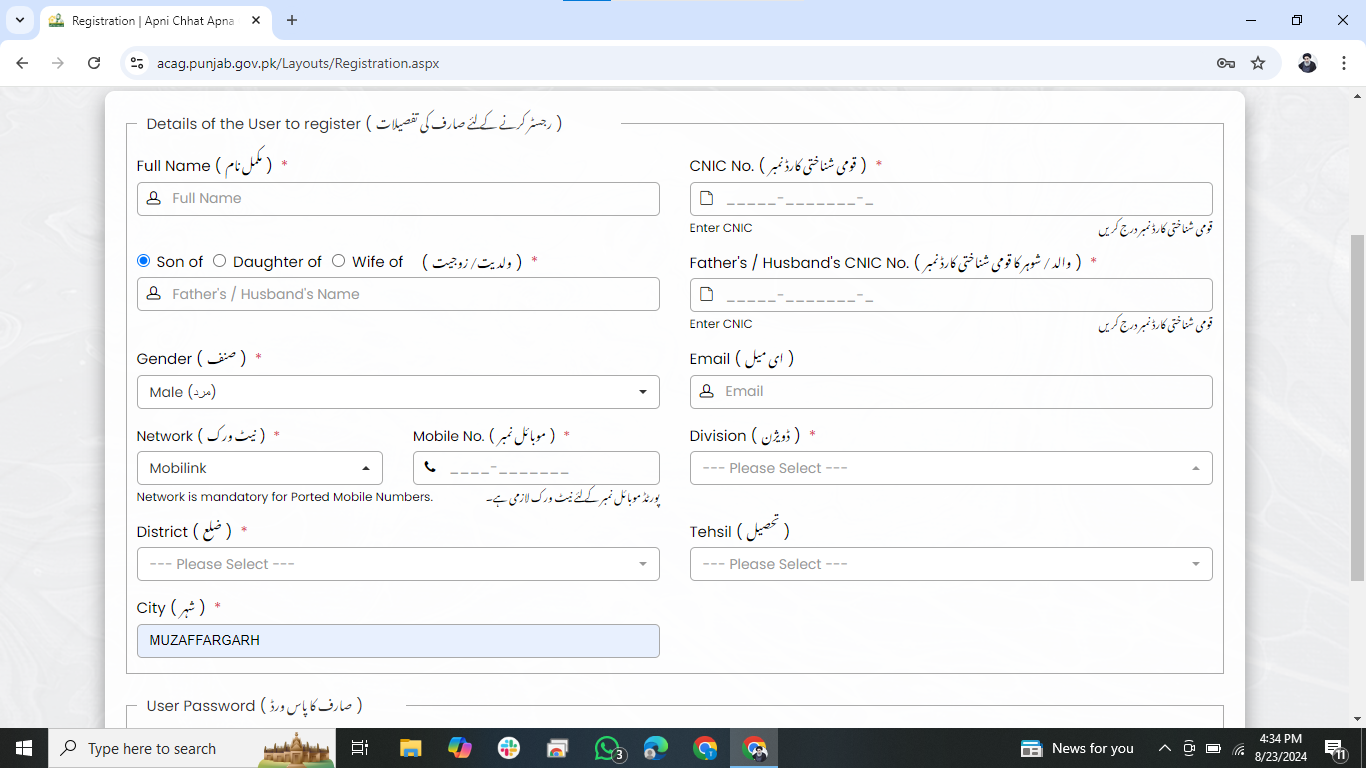 Registration | Apni Chhat Apna
acag.punjab.gov.pk/Layouts/Registration.aspx
Details of the User to register ( رجسٹر کرنے کے لئے صارف کی تفصیلات )
Full Name ( مکمل نام ) *
CNIC No. ( قومی شناختی کارڈ نمبر ) *
Full Name
_____-_______-_
Enter CNIC
قومی شناختی کارڈ نمبر درج کریں
Son of Daughter of Wife of ( ولدیت / زوجیت ) *
Father's / Husband's CNIC No. ( والد / شوہر کا قومی شناختی کارڈ نمبر ) *
Father's / Husband's Name
_____-_______-_
Enter CNIC
قومی شناختی کارڈ نمبر درج کریں
Gender ( صنف ) *
Email ( ای میل )
Male (مرد)
Email
Network ( نیٹ ورک ) *
Mobile No. ( موبائل نمبر ) *
Division ( ڈویژن ) *
Mobilink
____-_______
--- Please Select ---
Network is mandatory for Ported Mobile Numbers.
پورٹڈ موبائل نمبر کے لئے نیٹ ورک لازمی ہے۔
District ( ضلع ) *
Tehsil ( تحصیل )
--- Please Select ---
--- Please Select ---
City ( شہر ) *
MUZAFFARGARH
User Password ( صارف کا پاس ورڈ )
Type here to search
3
News for you
4:34 PM
8/23/2024
11